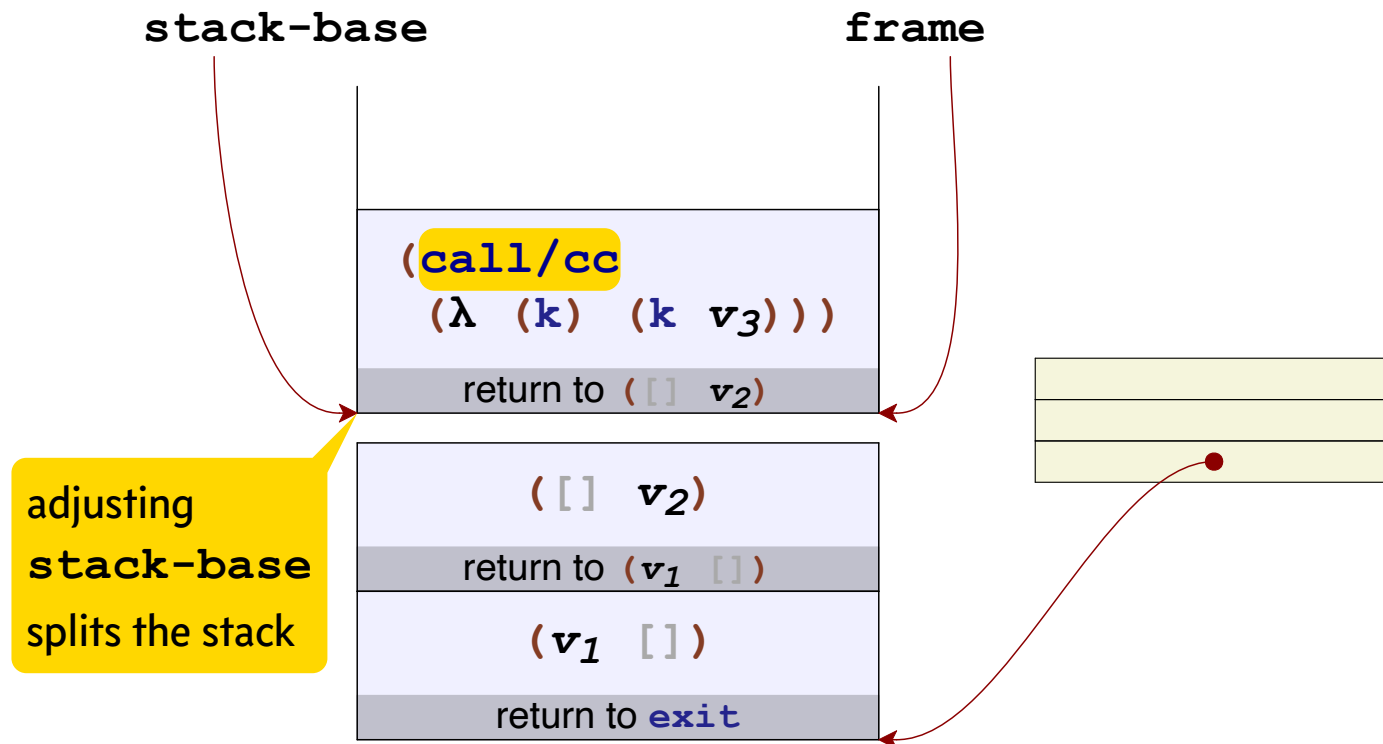 stack-base
frame
(call/cc
(λ (k) (k v₃)))
return to ([] v₂)
([] v₂)
return to (v₁ [])
(v₁ [])
return to exit
adjusting
stack-base
splits the stack